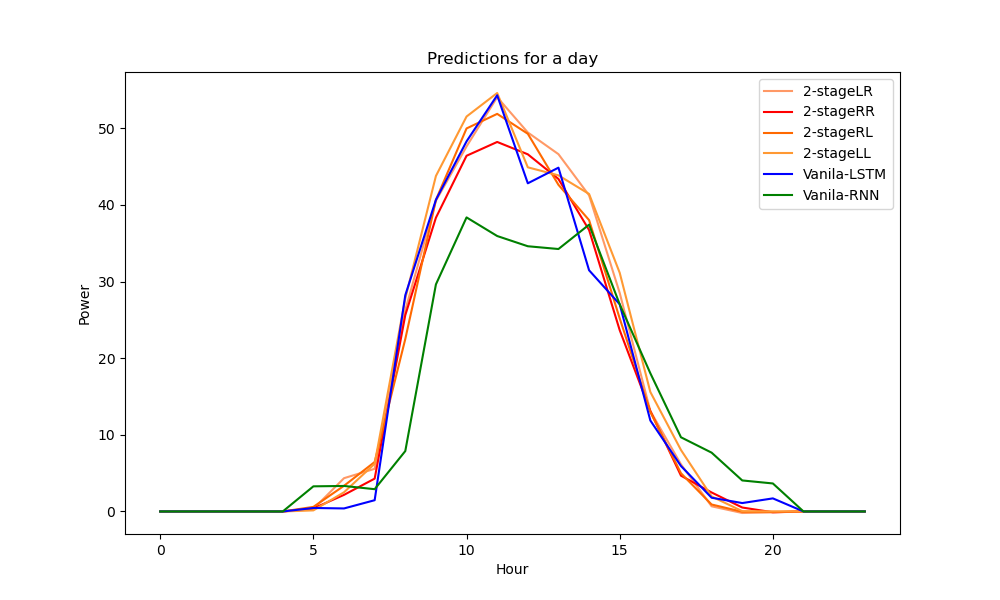 Predictions for a day
2-stageLR
2-stageRR
2-stageRL
2-stageLL
Vanila-LSTM
Vanila-RNN
50
40
30
20
10
0
Power
0 5 10 15 20
Hour